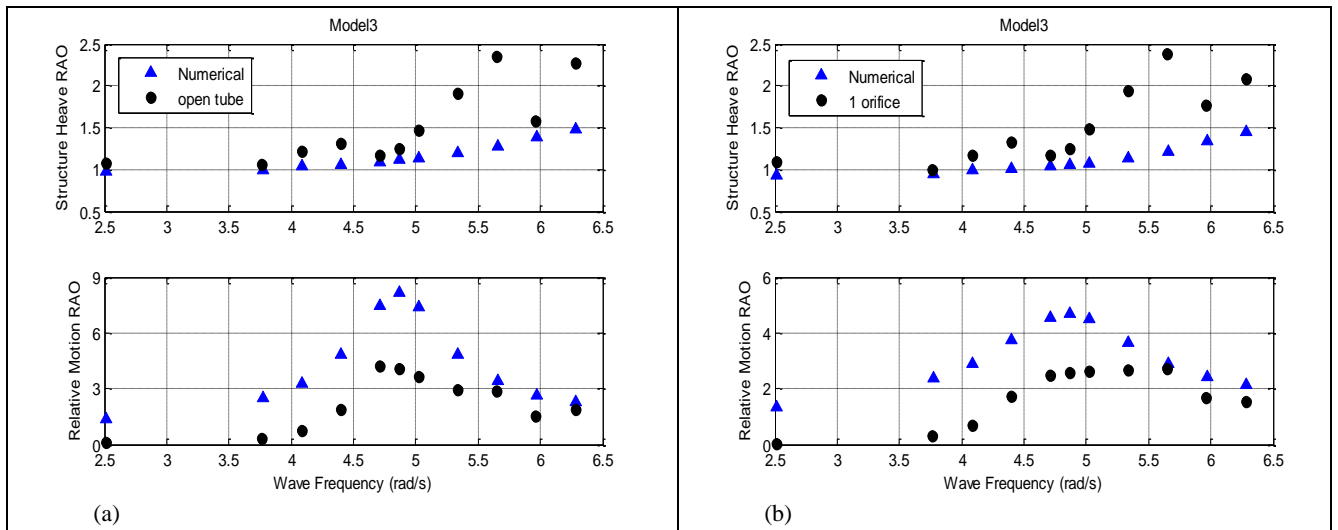 Model3
Structure Heave RAO
2.5
2
1.5
1
0.5
Numerical
open tube
2.5 3 3.5 4 4.5 5 5.5 6 6.5
Relative Motion RAO
9
6
3
0
2.5 3 3.5 4 4.5 5 5.5 6 6.5
Wave Frequency (rad/s)
(a)
Model3
Structure Heave RAO
2.5
2
1.5
1
0.5
Numerical
1 orifice
2.5 3 3.5 4 4.5 5 5.5 6 6.5
Relative Motion RAO
6
4
2
0
2.5 3 3.5 4 4.5 5 5.5 6 6.5
Wave Frequency (rad/s)
(b)